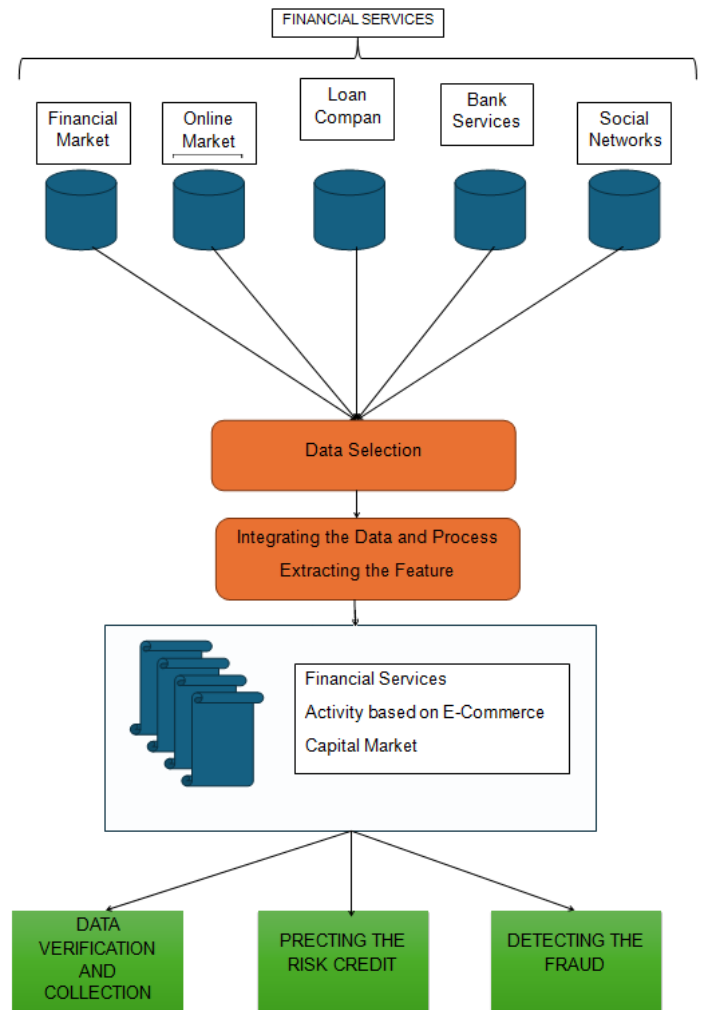 FINANCIAL SERVICES
Financial
Market
Online
Market
Loan
Compan
Bank
Services
Social
Networks
Data Selection
Integrating the Data and Process
Extracting the Feature
Financial Services
Activity based on E-Commerce
Capital Market
DATA
VERIFICATION
AND
COLLECTION
PRECTING THE
RISK CREDIT
DETECTING THE
FRAUD